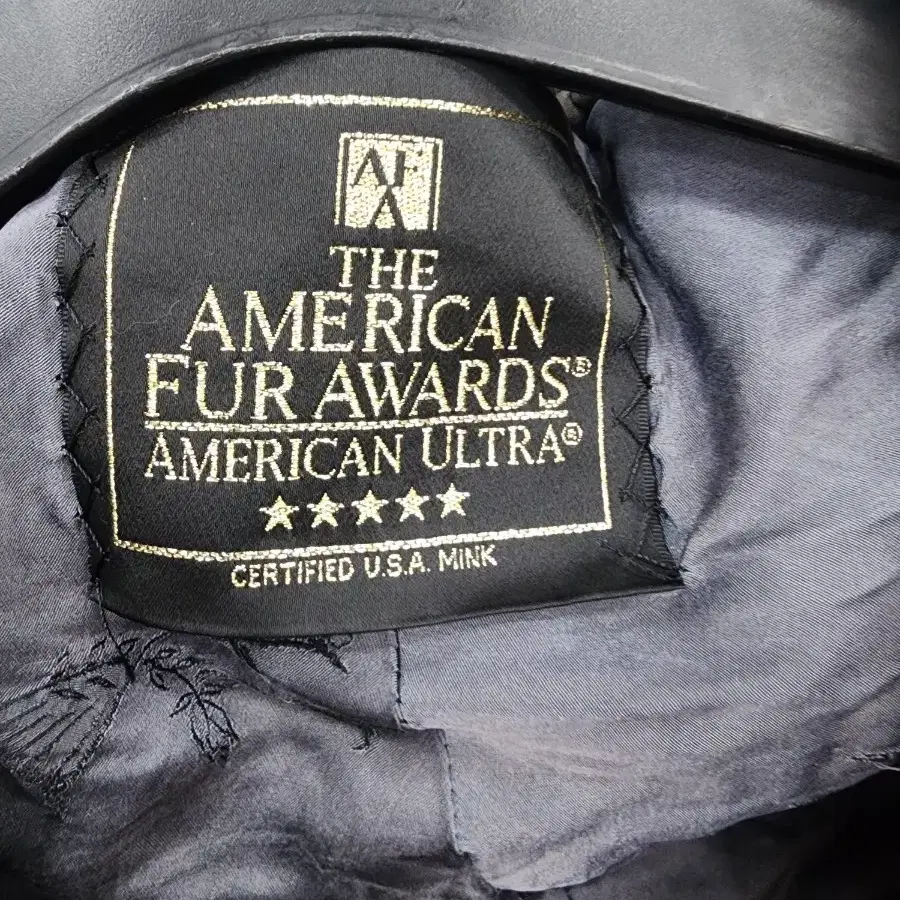 AFA
THE
AMERICAN
FUR AWARDS®
AMERICAN ULTRA®
CERTIFIED U.S.A. MINK